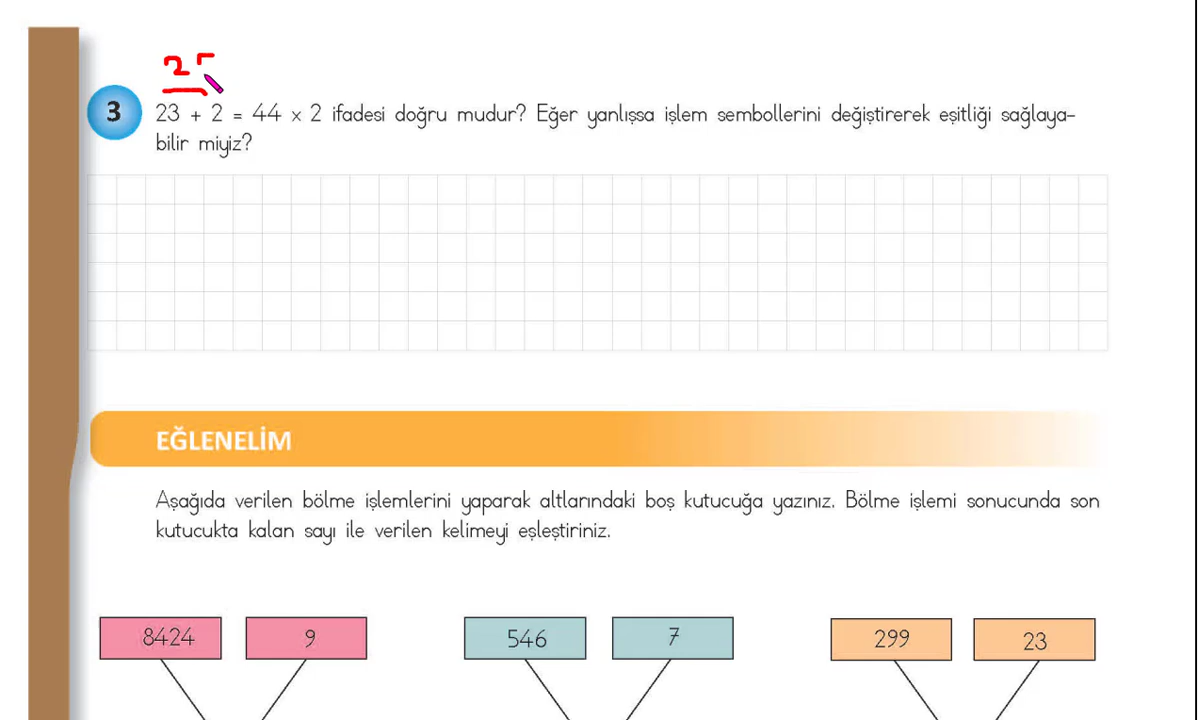 3
23 + 2 = 44 x 2 ifadesi doğru mudur? Eğer yanlışsa işlem sembollerini değiştirerek eşitliği sağlaya-
bilir miyiz?
EĞLENELİM
Aşağıda verilen bölme işlemlerini yaparak altlarındaki boş kutucuğa yazınız. Bölme işlemi sonucunda son
kutucukta kalan sayı ile verilen kelimeyi eşleştiriniz.
8424 9 546 7 299 23